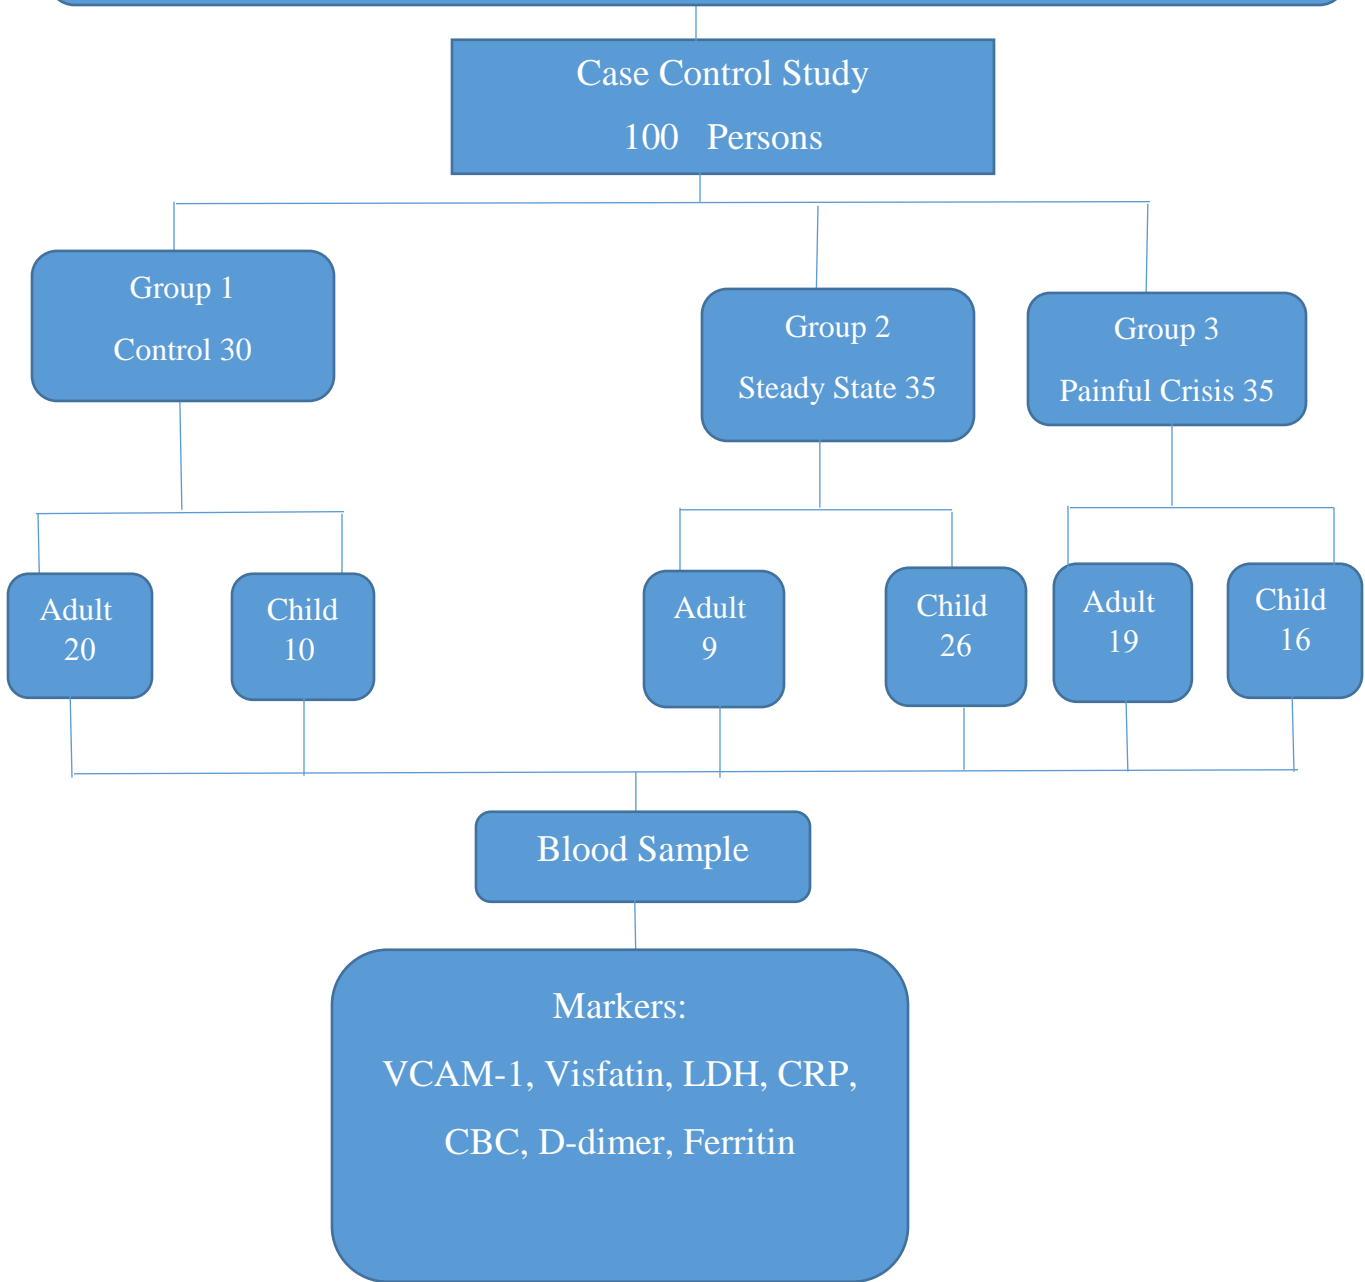 Case Control Study
100 Persons
Group 1
Control 30
Group 2
Steady State 35
Group 3
Painful Crisis 35
Adult
20
Child
10
Adult
9
Child
26
Adult
19
Child
16
Blood Sample
Markers:
VCAM-1, Visfatin, LDH, CRP,
CBC, D-dimer, Ferritin